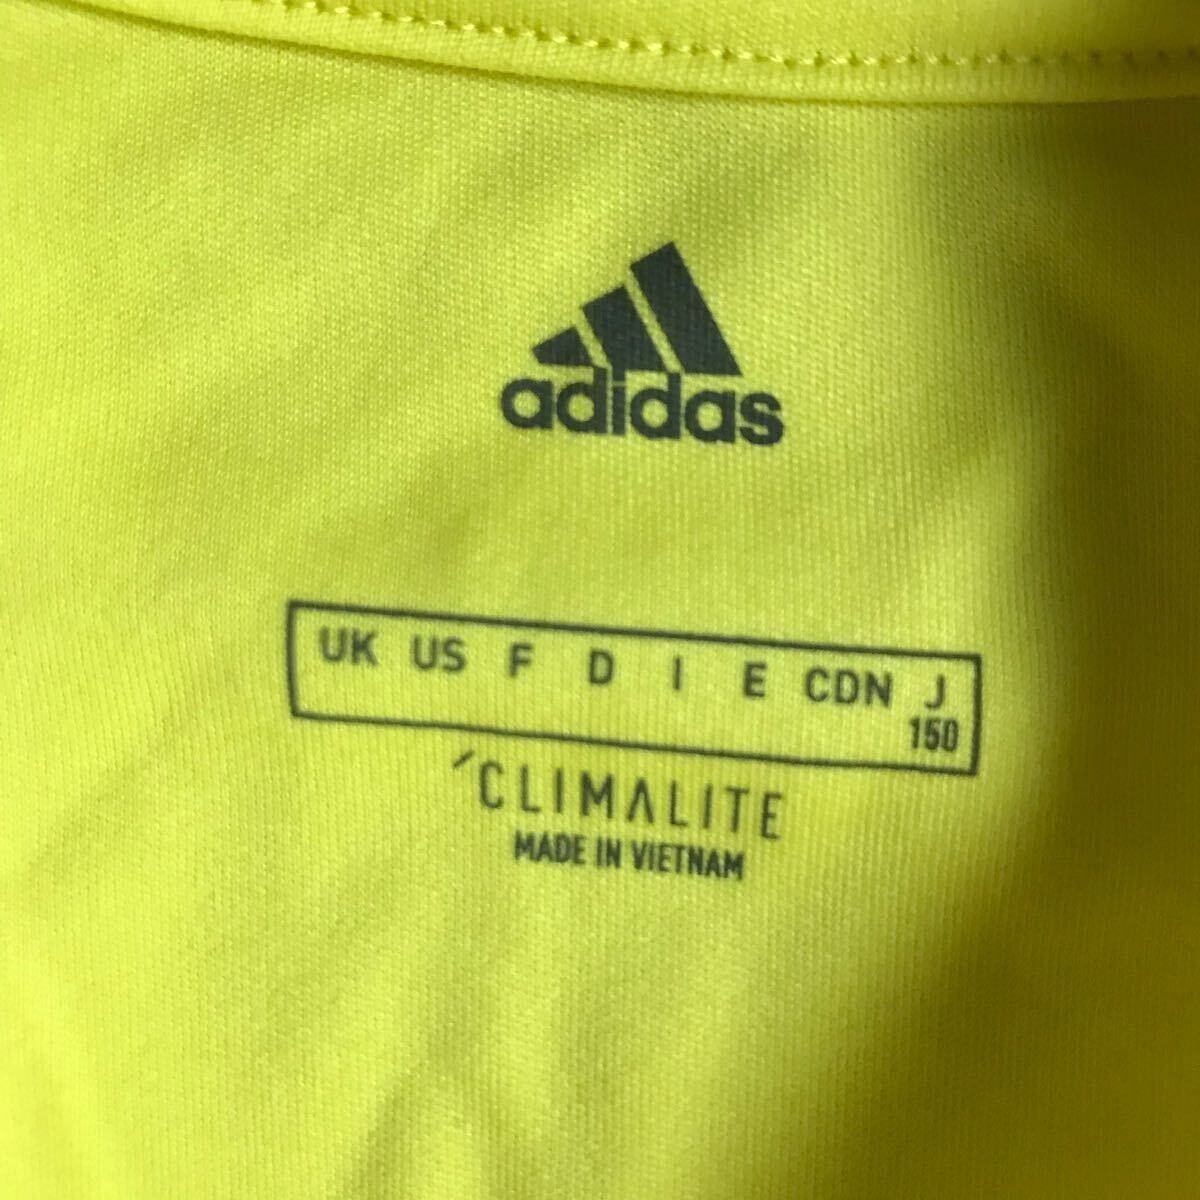 adidas
UK US F D I E CDN J
150
´CLIMALITE
MADE IN VIETNAM